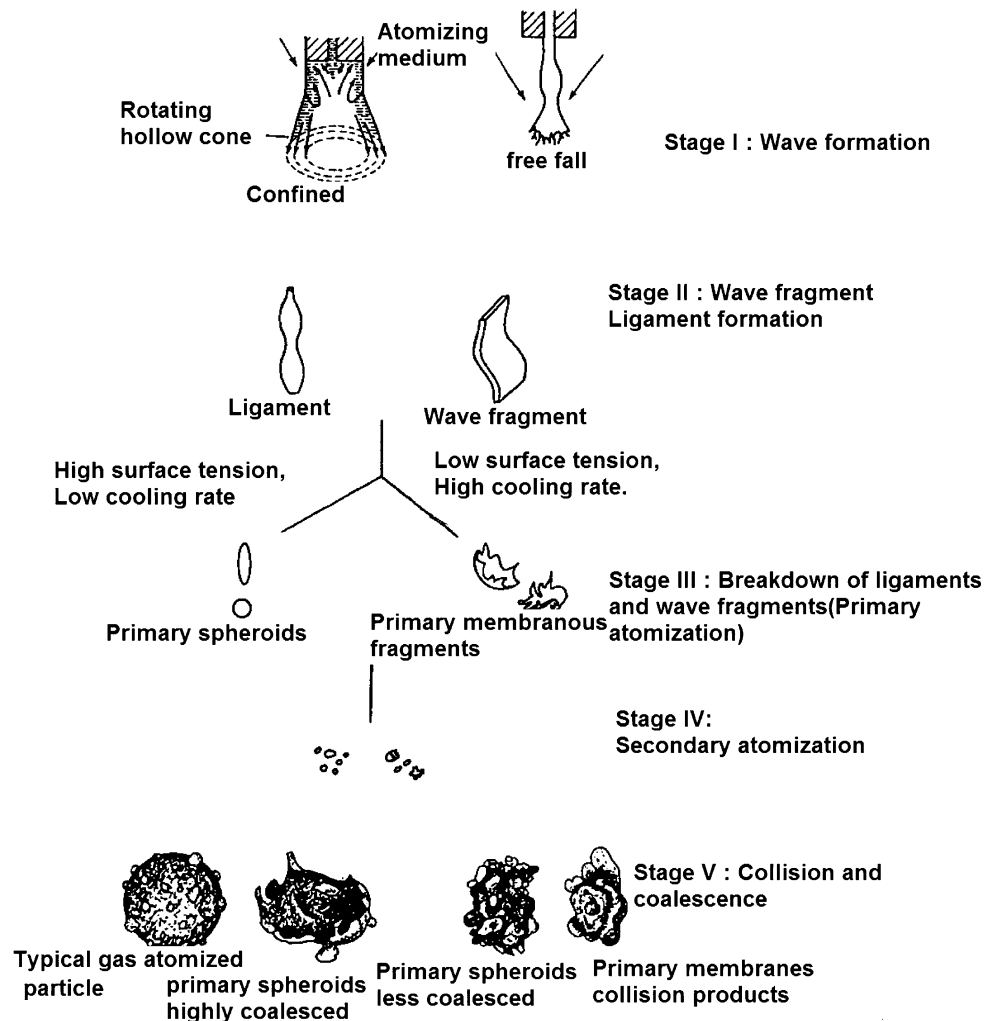 Atomizing
medium
Rotating
hollow cone
Confined
free fall
Stage I : Wave formation
Stage II : Wave fragment
Ligament formation
Ligament
Wave fragment
High surface tension,
Low cooling rate
Low surface tension,
High cooling rate.
Primary spheroids
Primary membranous
fragments
Stage III : Breakdown of ligaments
and wave fragments(Primary
atomization)
Stage IV:
Secondary atomization
Stage V : Collision and
coalescence
Typical gas atomized
particle
primary spheroids
highly coalesced
Primary spheroids
less coalesced
Primary membranes
collision products